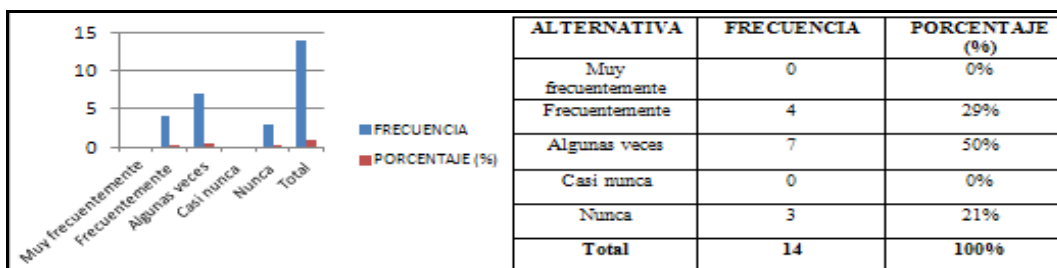 15
10
5
0
Muy frecuentemente
Frecuentemente
Algunas veces
Casi nunca
Nunca
Total
FRECUENCIA
PORCENTAJE (%)
ALTERNATIVA FRECUENCIA PORCENTAJE
(%)
Muy
frecuentemente 0 0%
Frecuentemente 4 29%
Algunas veces 7 50%
Casi nunca 0 0%
Nunca 3 21%
Total 14 100%